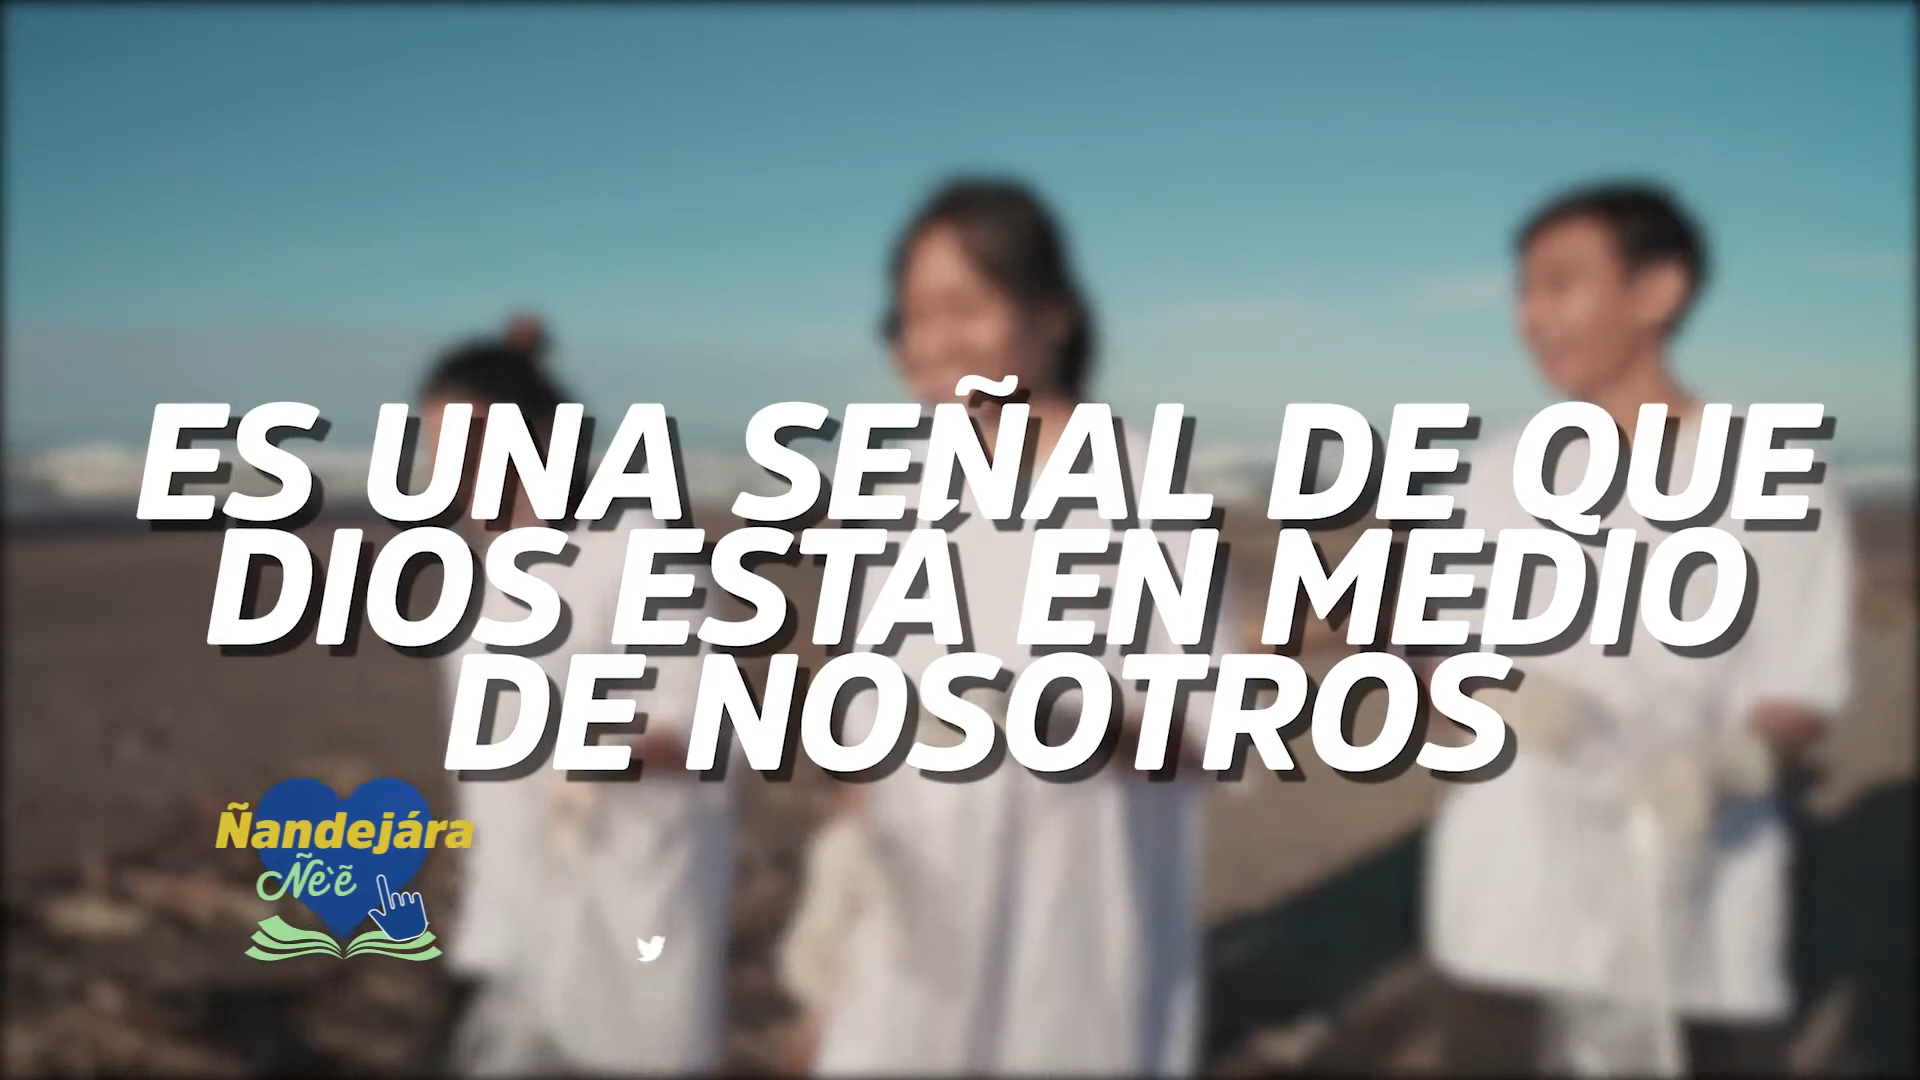 ES UNA SEÑAL DE QUE
DIOS ESTÁ EN MEDIO
DE NOSOTROS
Ñandejára
Ñe`ẽ